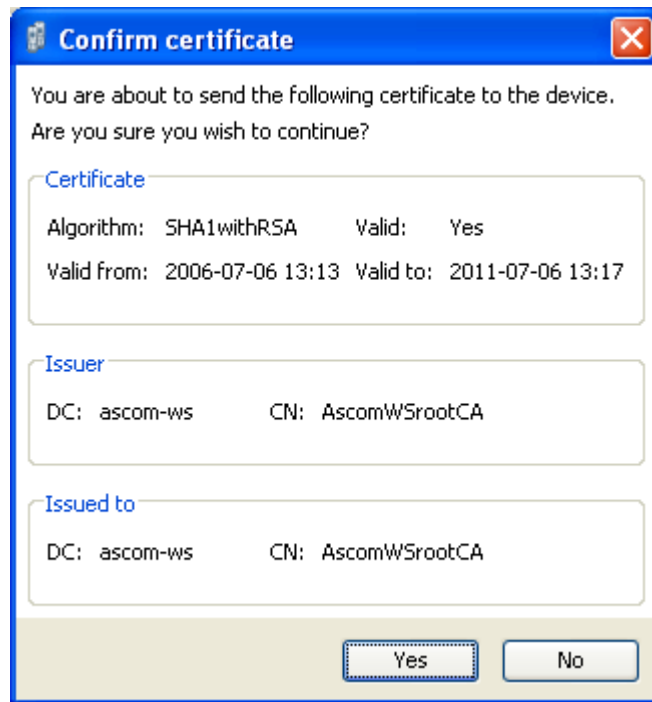 Confirm certificate
You are about to send the following certificate to the device.
Are you sure you wish to continue?
Certificate
Algorithm: SHA1withRSA Valid: Yes
Valid from: 2006-07-06 13:13 Valid to: 2011-07-06 13:17
Issuer
DC: ascom-ws CN: AscomWSrootCA
Issued to
DC: ascom-ws CN: AscomWSrootCA
Yes No